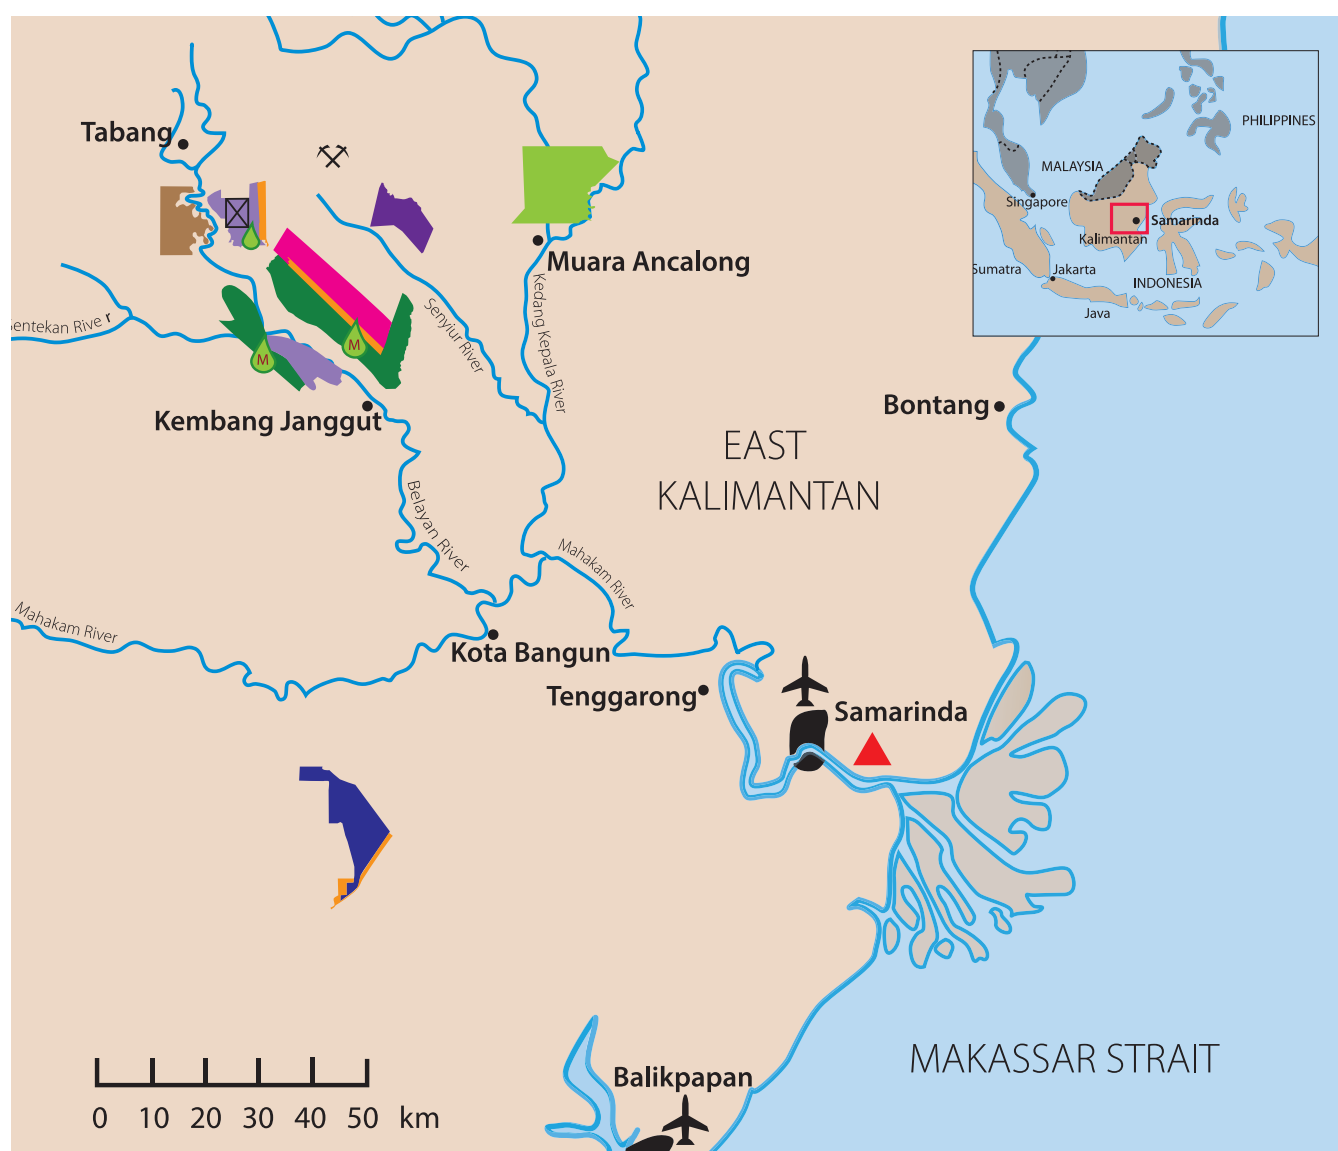 PHILIPPINES
Tabang
MALAYSIA
Singapore
Samarinda
Kalimantan
Sumatra
Jakarta
INDONESIA
Java
Muara Ancalong
Kedang Kepala River
Senyiur River
entekan River
M
M
Kembang Janggut
Bontang
EAST
KALIMANTAN
Belayan River
Mahakam River
Mahakam River
Kota Bangun
Tenggarong
Samarinda
MAKASSAR STRAIT
Balikpapan
0 10 20 30 40 50 km